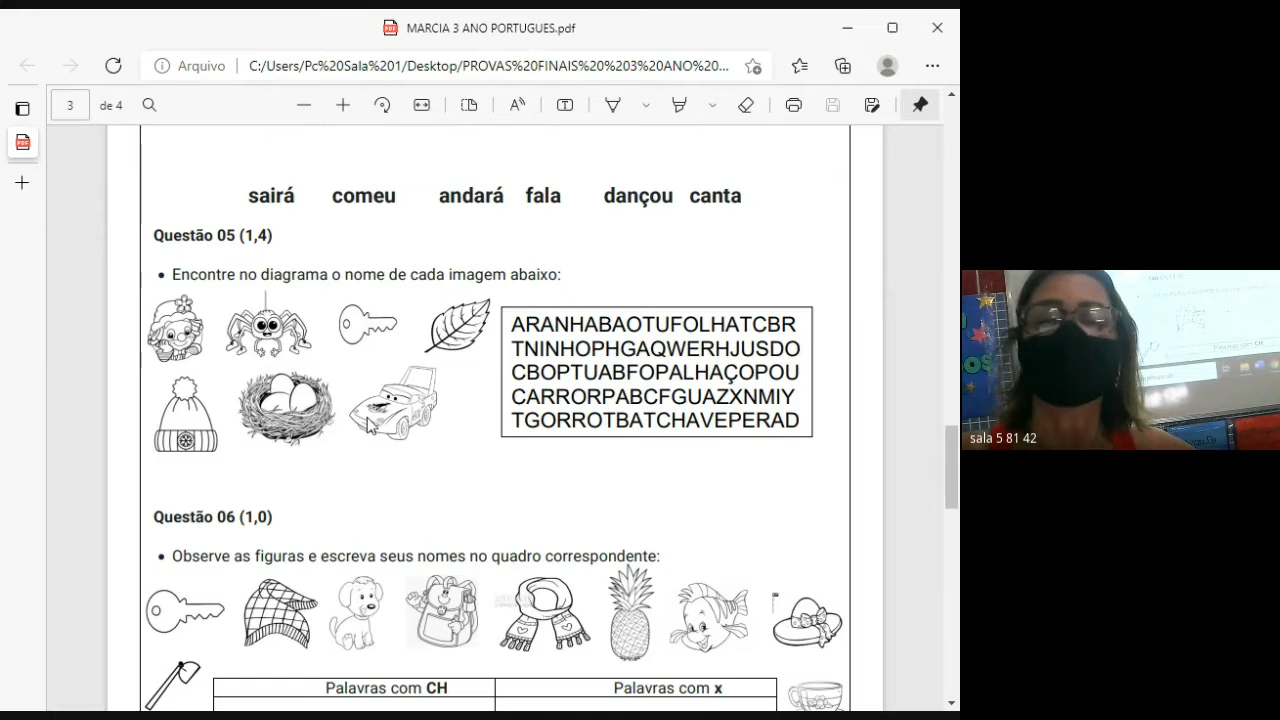 MARCIA 3 ANO PORTUGUES.pdf
Arquivo C:/Users/Pc%20Sala%201/Desktop/PROVAS%20FINAIS%20%203%20ANO%20...
3 de 4
sairá comeu andará fala dançou canta
Questão 05 (1,4)
• Encontre no diagrama o nome de cada imagem abaixo:
ARANHABAOTUFOLHATCBR
TNINHOPHGAQWERHJUSDO
CBOPTUABFOPALHAÇOPOU
CARRORPABCFGUAZXNMIY
TGORROTBATCHAVEPERAD
Questão 06 (1,0)
• Observe as figuras e escreva seus nomes no quadro correspondente:
Palavras com CH Palavras com x
sala 5 81 42